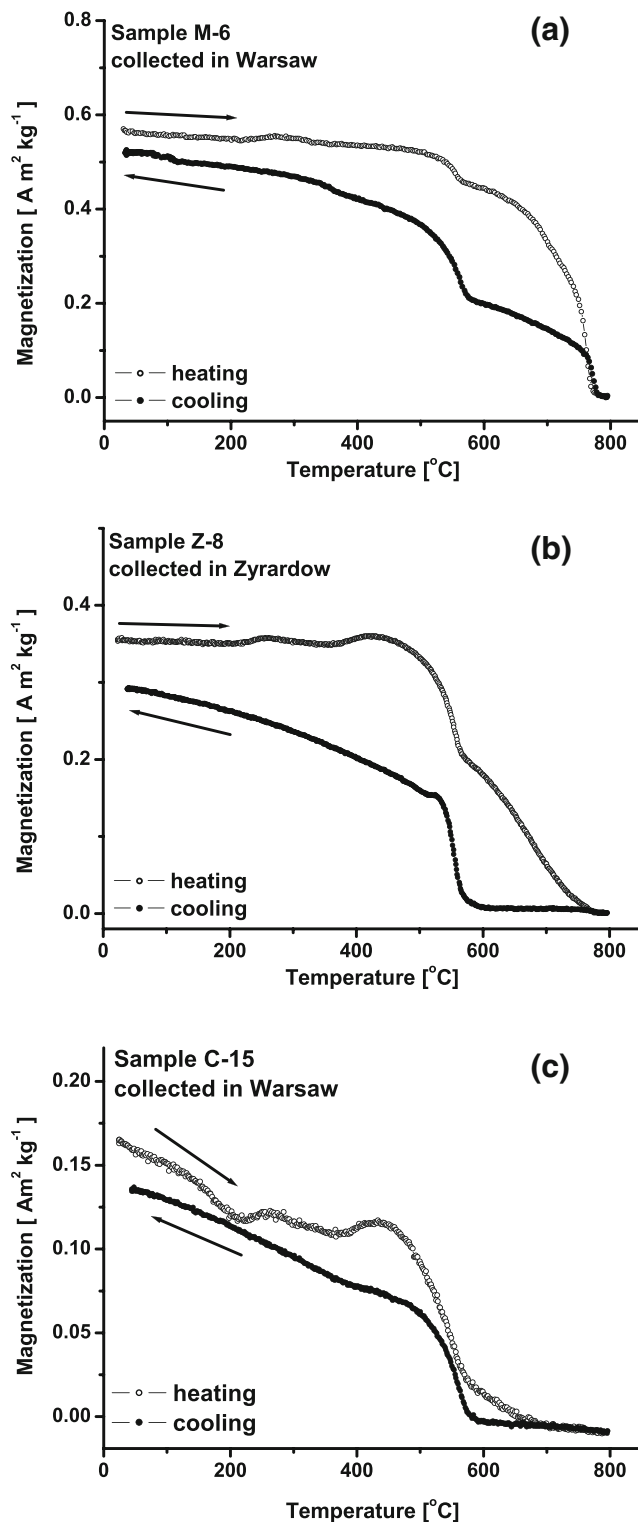 Sample M-6
collected in Warsaw
(a)
0.8
0.6
0.4
0.2
0.0
Magnetization [ A m² kg⁻¹ ]
—○— heating
—●— cooling
0 200 400 600 800
Temperature [°C]
Sample Z-8
collected in Zyrardow
(b)
0.4
0.2
0.0
Magnetization [ A m² kg⁻¹ ]
—○— heating
—●— cooling
0 200 400 600 800
Temperature [°C]
Sample C-15
collected in Warsaw
(c)
0.20
0.15
0.10
0.05
0.00
Magnetization [ Am² kg⁻¹ ]
—○— heating
—●— cooling
0 200 400 600 800
Temperature [°C]